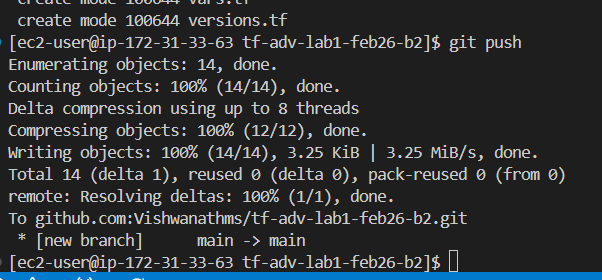 create mode 100644 vars.tf
create mode 100644 versions.tf
[ec2-user@ip-172-31-33-63 tf-adv-lab1-feb26-b2]$ git push
Enumerating objects: 14, done.
Counting objects: 100% (14/14), done.
Delta compression using up to 8 threads
Compressing objects: 100% (12/12), done.
Writing objects: 100% (14/14), 3.25 KiB | 3.25 MiB/s, done.
Total 14 (delta 1), reused 0 (delta 0), pack-reused 0 (from 0)
remote: Resolving deltas: 100% (1/1), done.
To github.com:Vishwanathms/tf-adv-lab1-feb26-b2.git
 * [new branch]      main -> main
[ec2-user@ip-172-31-33-63 tf-adv-lab1-feb26-b2]$